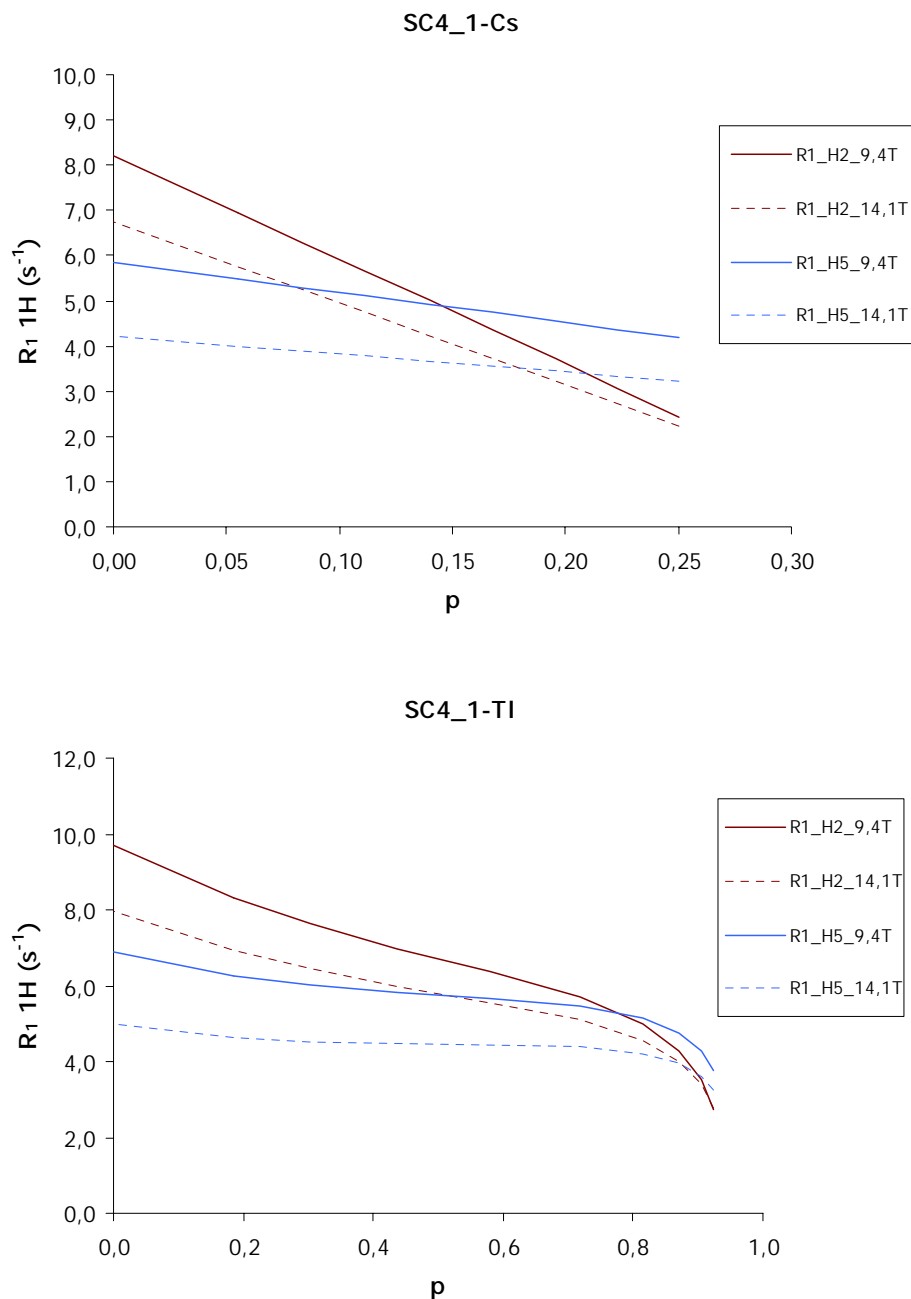 SC4_1-Cs
10,0
9,0
8,0
7,0
6,0
5,0
4,0
3,0
2,0
1,0
0,0
R1 1H (s-1)
0,00 0,05 0,10 0,15 0,20 0,25 0,30
p
R1_H2_9,4T
R1_H2_14,1T
R1_H5_9,4T
R1_H5_14,1T
SC4_1-Tl
12,0
10,0
8,0
6,0
4,0
2,0
0,0
R1 1H (s-1)
0,0 0,2 0,4 0,6 0,8 1,0
p
R1_H2_9,4T
R1_H2_14,1T
R1_H5_9,4T
R1_H5_14,1T